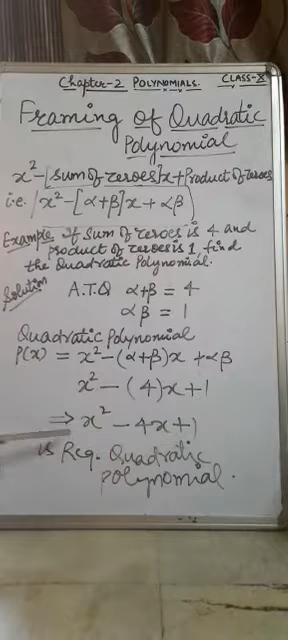 Chapter-2 POLYNOMIALS. CLASS-X
Framing Of Quadratic
Polynomial
x² - [sum of zeroes]x + Product of zeroes
i.e. x² - [α+β]x + αβ
Example If Sum of zeroes is 4 and
product of zeroes is 1 find
the Quadratic Polynomial.
Solution A.T.Q α+β = 4
αβ = 1
Quadratic Polynomial
P(x) = x² - (α+β)x + αβ
x² - (4)x + 1
⇒ x² - 4x + 1
is Req. Quadratic
Polynomial.